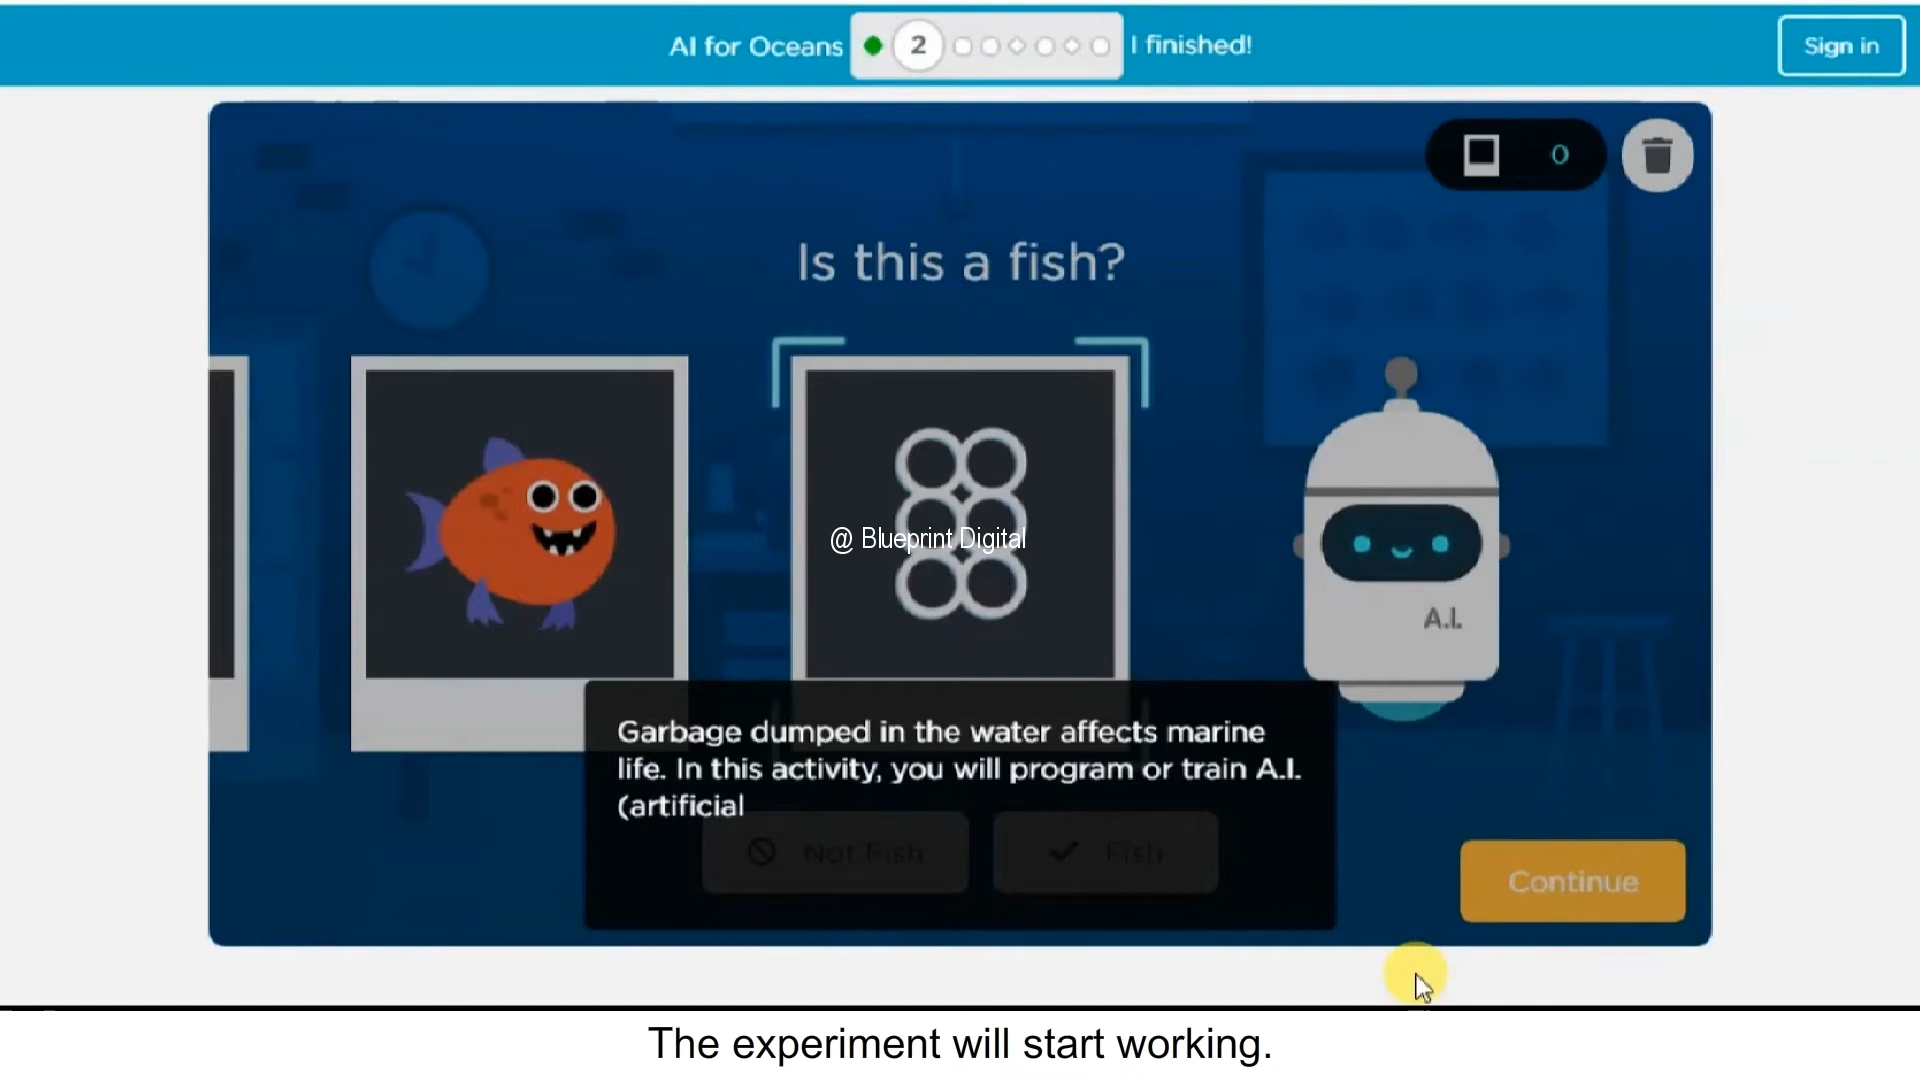 AI for Oceans 2 I finished!
Sign in
0
Is this a fish?
@ Blueprint Digital
A.I.
Garbage dumped in the water affects marine
life. In this activity, you will program or train A.I.
(artificial
Not Fish
Fish
Continue
The experiment will start working.